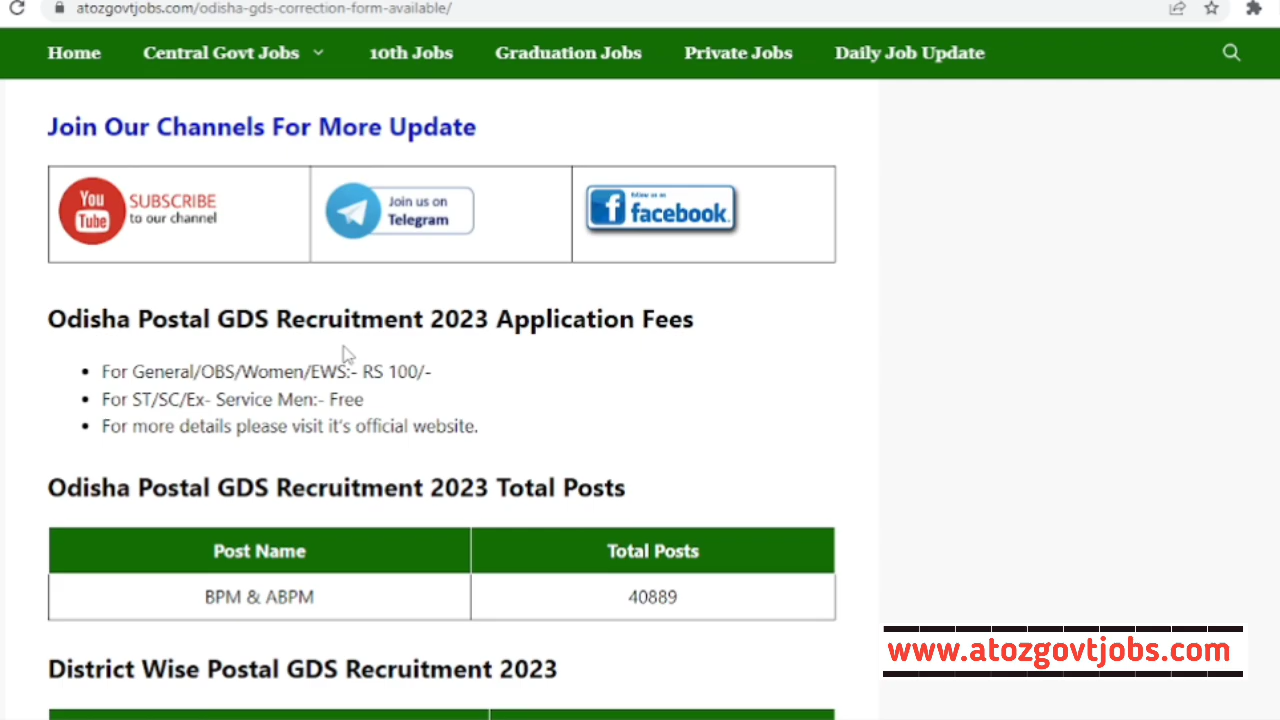 atozgovtjobs.com/odisha-gds-correction-form-available/
Home Central Govt Jobs 10th Jobs Graduation Jobs Private Jobs Daily Job Update
Join Our Channels For More Update
You
Tube
SUBSCRIBE
to our channel
Join us on
Telegram
follow us on
facebook.
Odisha Postal GDS Recruitment 2023 Application Fees
For General/OBS/Women/EWS:- RS 100/-
For ST/SC/Ex- Service Men:- Free
For more details please visit it's official website.
Odisha Postal GDS Recruitment 2023 Total Posts
Post Name Total Posts
BPM & ABPM 40889
www.atozgovtjobs.com
District Wise Postal GDS Recruitment 2023